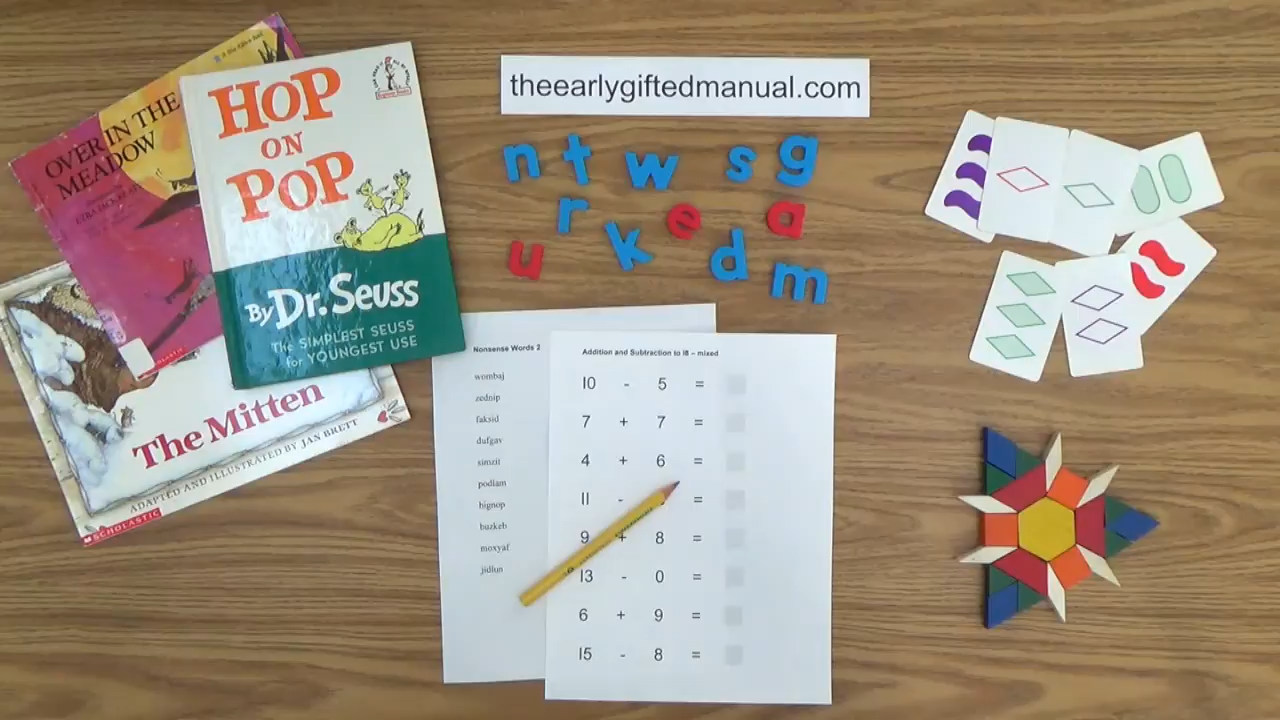 theearlygiftedmanual.com
OVER IN THE
MEADOW
HOP
ON
POP
By Dr. Seuss
The SIMPLEST SEUSS
for YOUNGEST USE
The Mitten
ADAPTED AND ILLUSTRATED BY JAN BRETT
SCHOLASTIC
n t w s g
r k e a
u d m
Nonsense Words 2
wombaj
zednip
faksid
dufgav
simzit
podlam
hignop
buzkeb
moxyaf
jidlun
Addition and Subtraction to 18 – mixed
10 - 5 =
7 + 7 =
4 + 6 =
11 - =
9 + 8 =
13 - 0 =
6 + 9 =
15 - 8 =